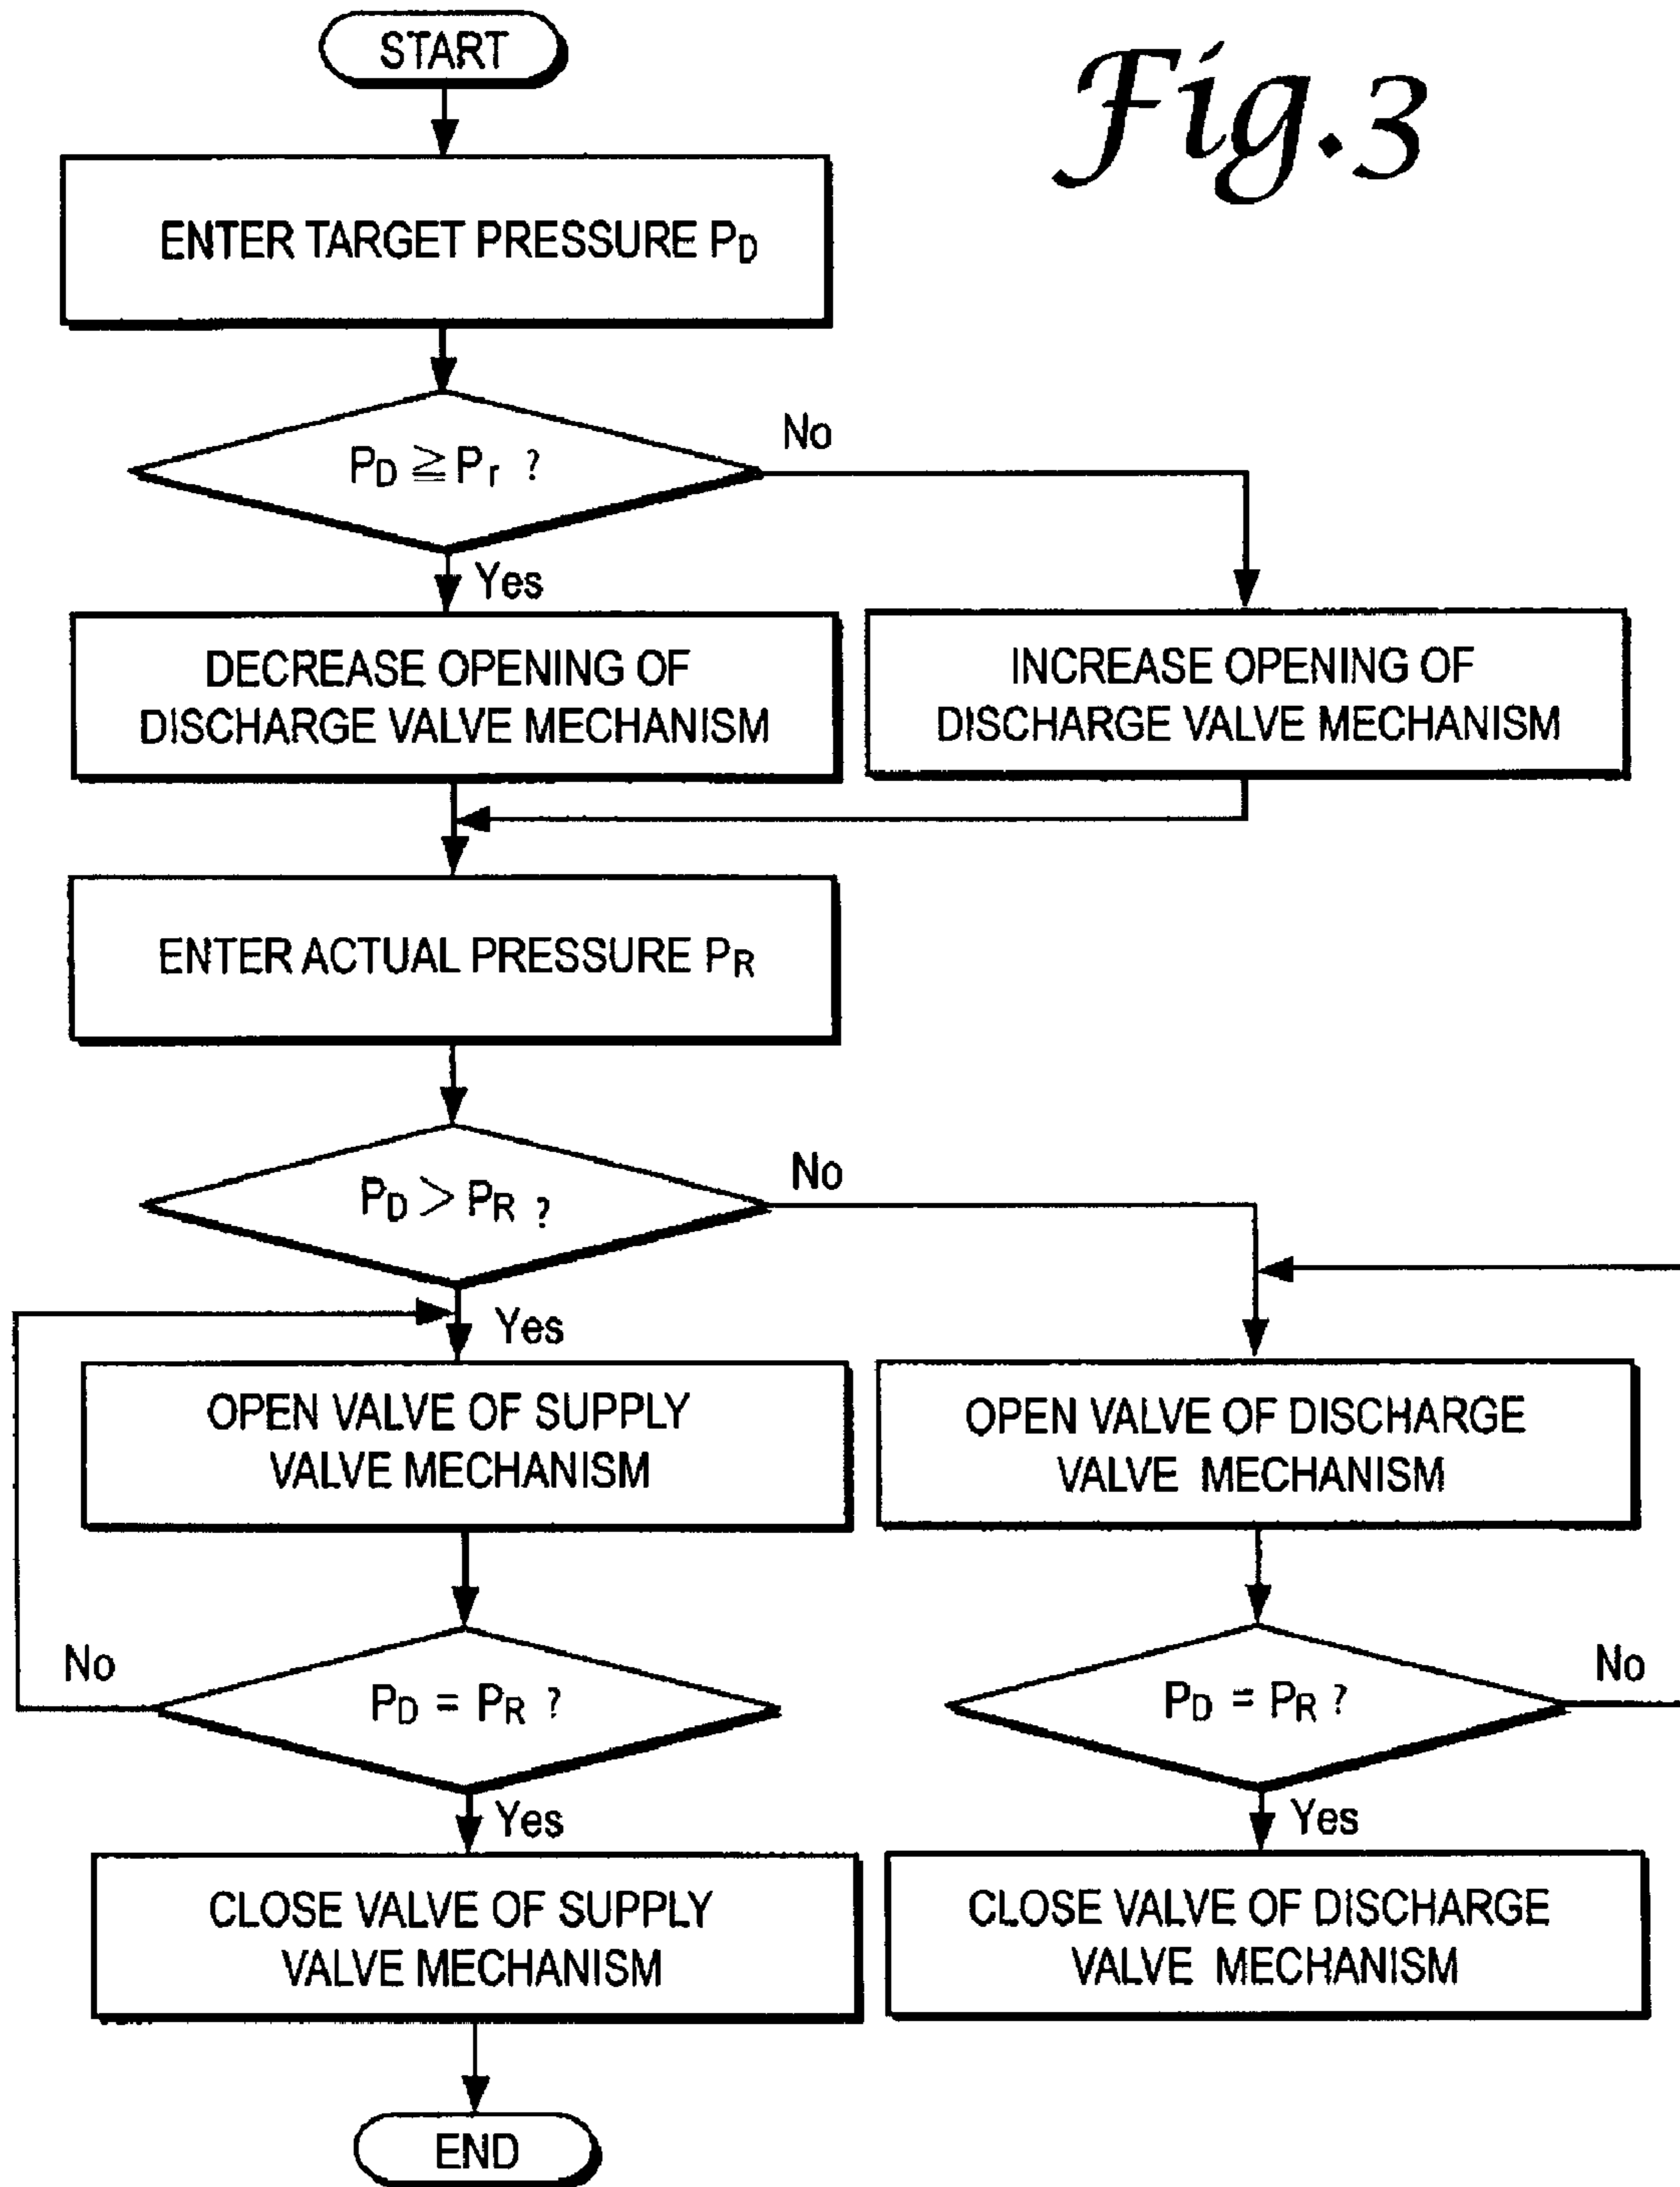 START
Fig.3
ENTER TARGET PRESSURE PD
PD ≧ Pr ?
No
Yes
DECREASE OPENING OF
DISCHARGE VALVE MECHANISM
INCREASE OPENING OF
DISCHARGE VALVE MECHANISM
ENTER ACTUAL PRESSURE PR
PD > PR ?
No
Yes
OPEN VALVE OF SUPPLY
VALVE MECHANISM
OPEN VALVE OF DISCHARGE
VALVE MECHANISM
No
PD = PR ?
PD = PR ?
No
Yes
Yes
CLOSE VALVE OF SUPPLY
VALVE MECHANISM
CLOSE VALVE OF DISCHARGE
VALVE MECHANISM
END